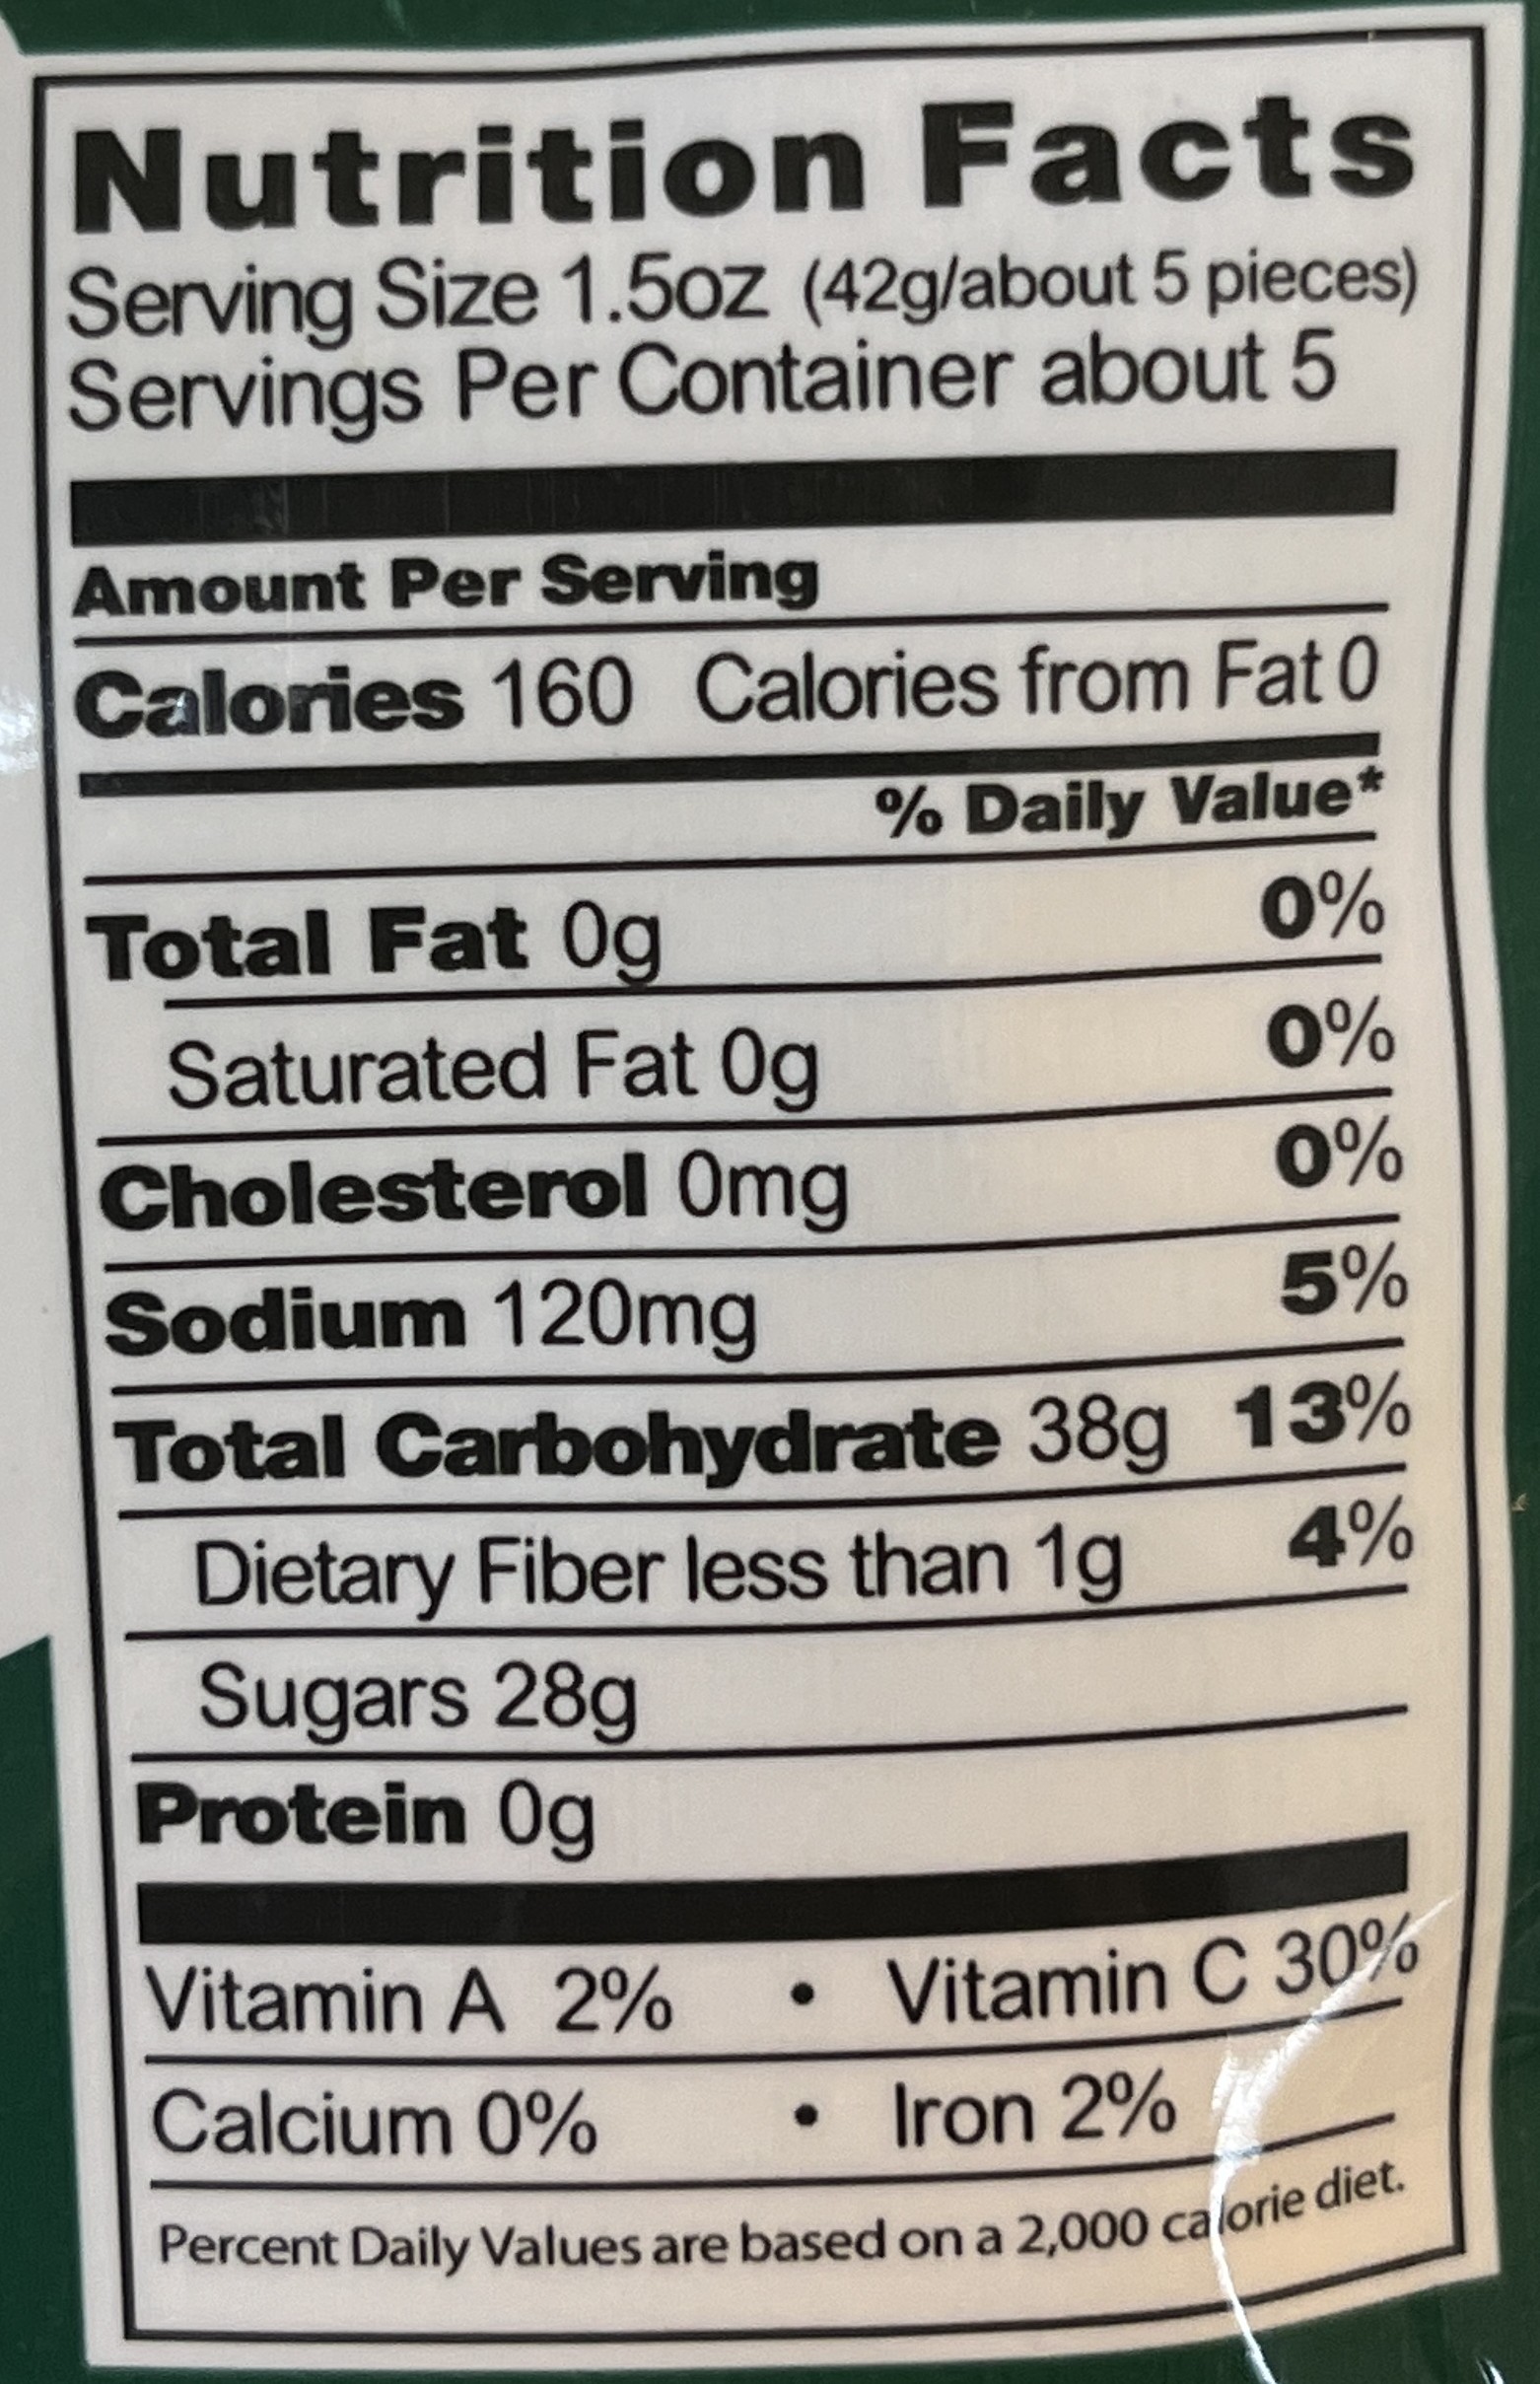 Nutrition Facts
Serving Size 1.5oz (42g/about 5 pieces)
Servings Per Container about 5
Amount Per Serving
Calories 160 Calories from Fat 0
% Daily Value*
Total Fat 0g 0%
Saturated Fat 0g 0%
Cholesterol 0mg 0%
Sodium 120mg 5%
Total Carbohydrate 38g 13%
Dietary Fiber less than 1g 4%
Sugars 28g
Protein 0g
Vitamin A 2% • Vitamin C 30%
Calcium 0% • Iron 2%
Percent Daily Values are based on a 2,000 calorie diet.